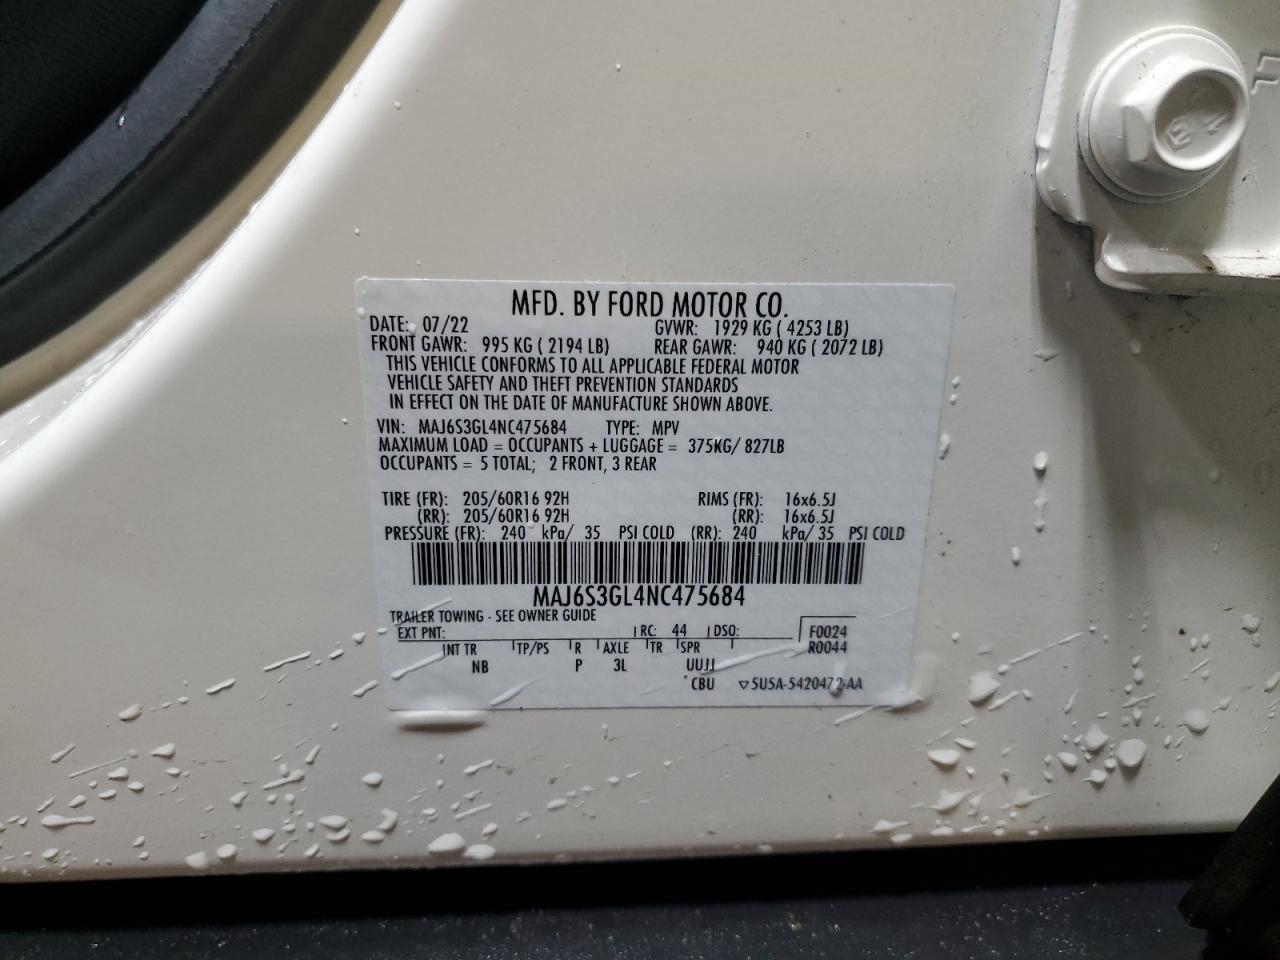 MFD. BY FORD MOTOR CO.
DATE: 07/22 GVWR: 1929 KG ( 4253 LB)
FRONT GAWR: 995 KG ( 2194 LB) REAR GAWR: 940 KG ( 2072 LB)
THIS VEHICLE CONFORMS TO ALL APPLICABLE FEDERAL MOTOR
VEHICLE SAFETY AND THEFT PREVENTION STANDARDS
IN EFFECT ON THE DATE OF MANUFACTURE SHOWN ABOVE.
VIN: MAJ6S3GL4NC475684 TYPE: MPV
MAXIMUM LOAD = OCCUPANTS + LUGGAGE = 375KG/ 827LB
OCCUPANTS = 5 TOTAL; 2 FRONT, 3 REAR
TIRE (FR): 205/60R16 92H RIMS (FR): 16x6.5J
(RR): 205/60R16 92H (RR): 16x6.5J
PRESSURE (FR): 240 kPa/ 35 PSI COLD (RR): 240 kPa/ 35 PSI COLD
MAJ6S3GL4NC475684
TRAILER TOWING - SEE OWNER GUIDE
EXT PNT: RC: 44 DSO: F0024
INT TR TP/PS R AXLE TR SPR R0044
NB P 3L UUJJ
CBU ▽SU5A-5420472-AA